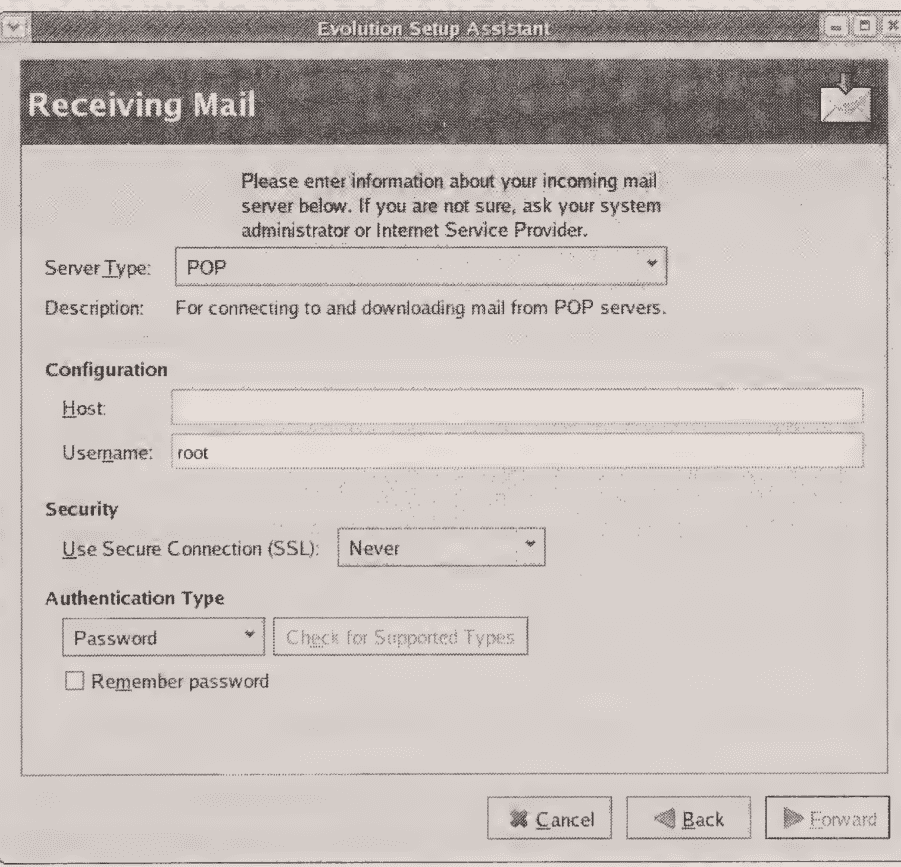 Evolution Setup Assistant
Receiving Mail
Please enter information about your incoming mail
server below. If you are not sure, ask your system
administrator or Internet Service Provider.
Server Type: POP
Description: For connecting to and downloading mail from POP servers.
Configuration
Host:
Username: root
Security
Use Secure Connection (SSL): Never
Authentication Type
Password Check for Supported Types
Remember password
Cancel Back Forward